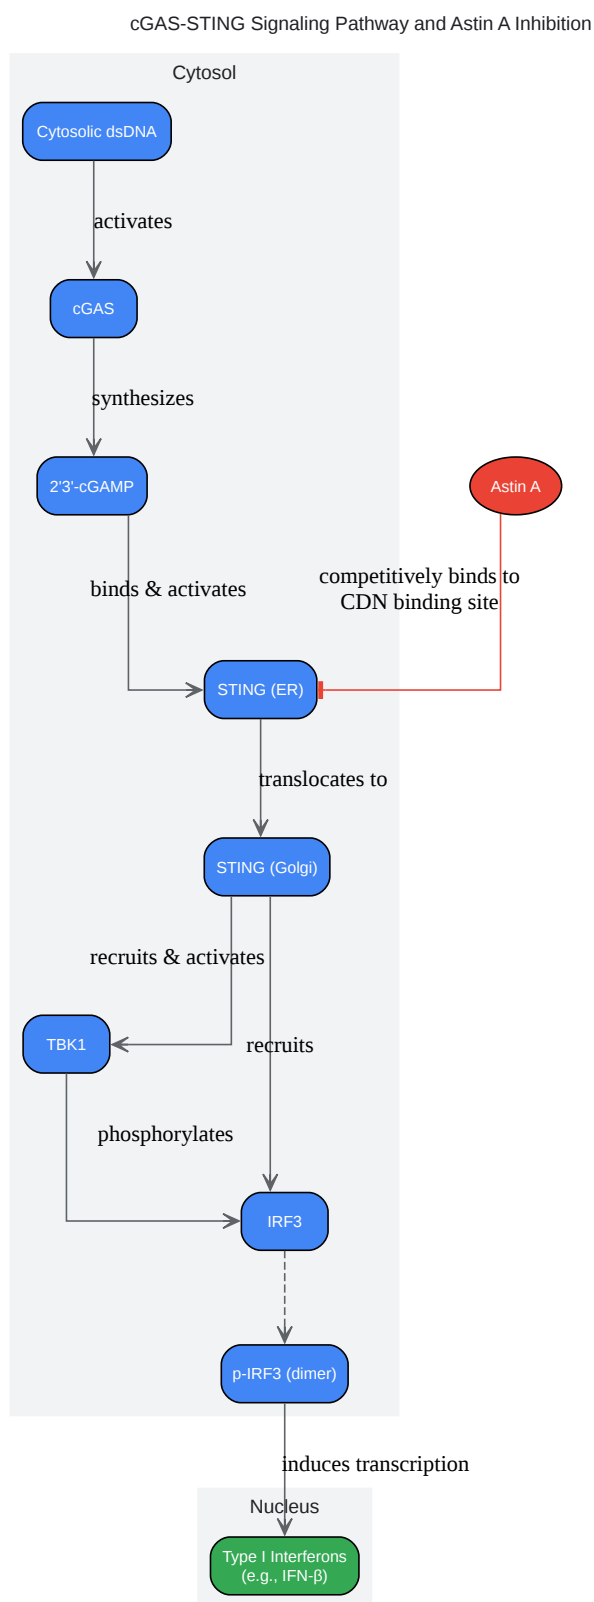 cGAS-STING Signaling Pathway and Astin A Inhibition
Cytosol
Cytosolic dsDNA
activates
cGAS
synthesizes
2'3'-cGAMP
Astin A
binds & activates
competitively binds to
CDN binding site
STING (ER)
translocates to
STING (Golgi)
recruits & activates
TBK1
recruits
phosphorylates
IRF3
p-IRF3 (dimer)
induces transcription
Nucleus
Type I Interferons
(e.g., IFN-β)